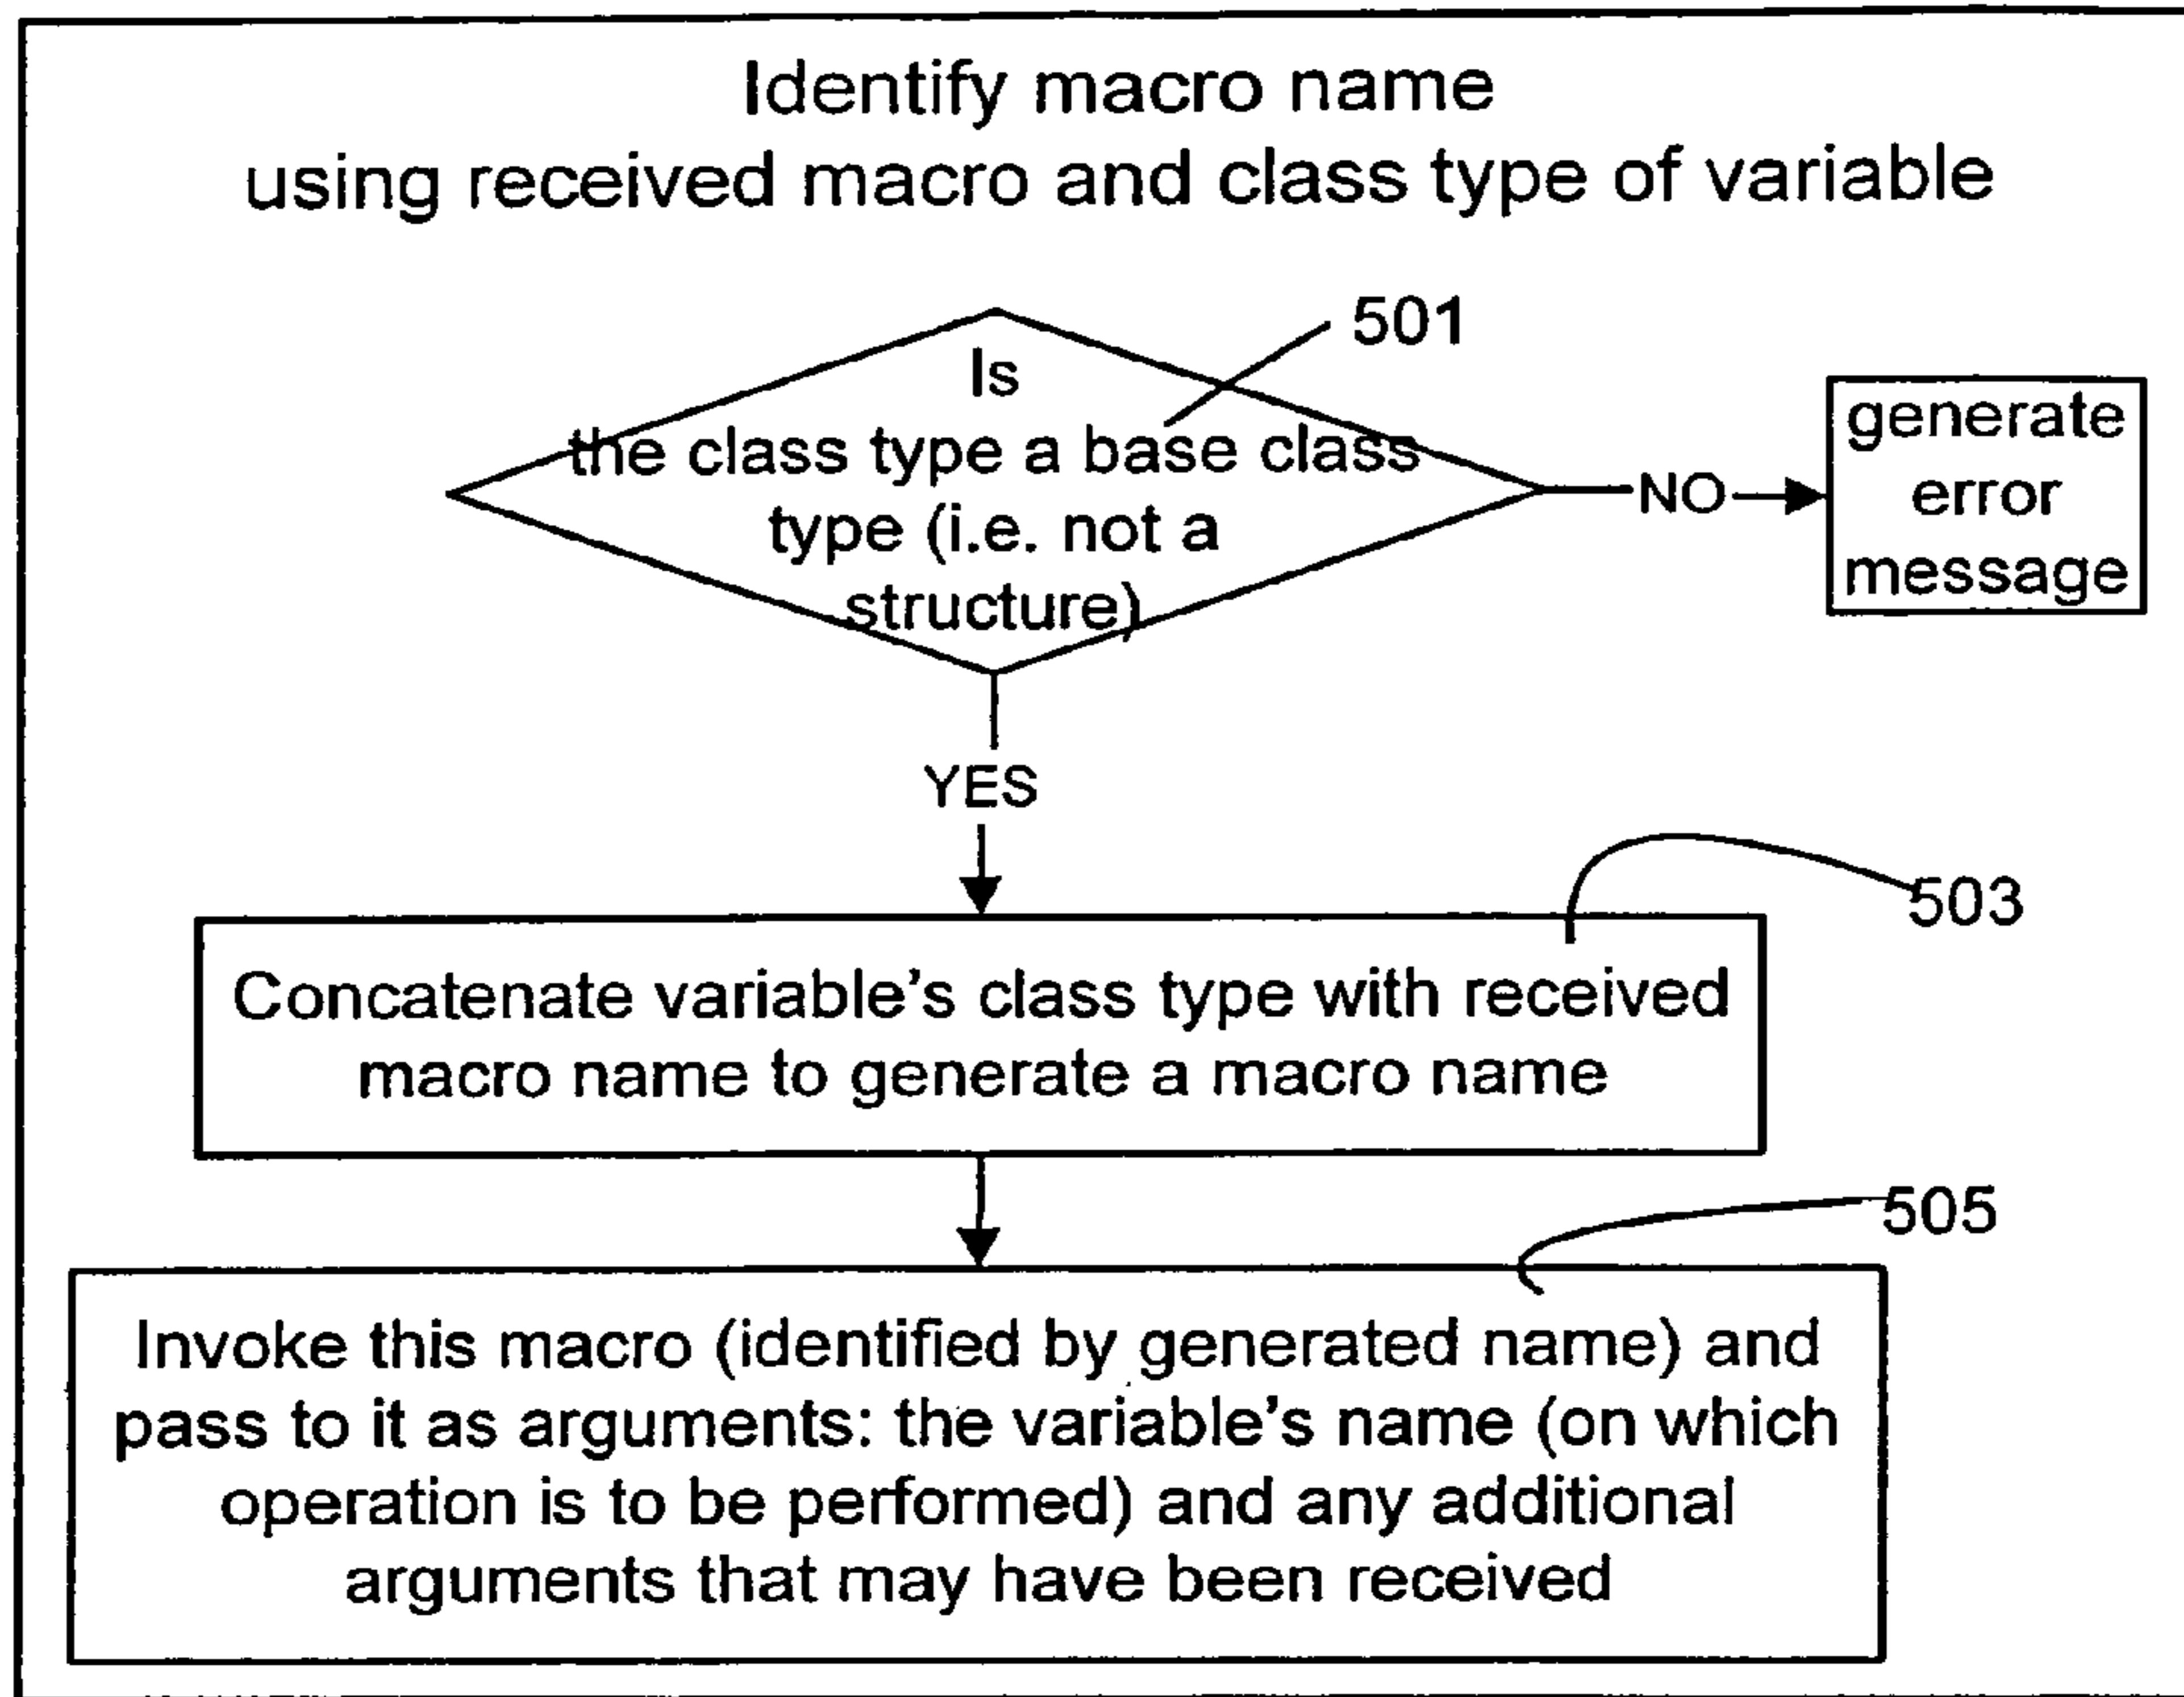 Identify macro name
using received macro and class type of variable
501
Is
the class type a base class
type (i.e. not a
structure)
NO
generate
error
message
YES
503
Concatenate variable's class type with received
macro name to generate a macro name
505
Invoke this macro (identified by generated name) and
pass to it as arguments: the variable's name (on which
operation is to be performed) and any additional
arguments that may have been received